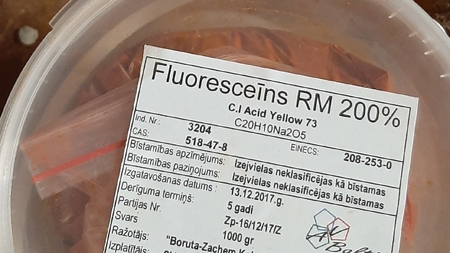 Fluoresceīns RM 200%
C.I Acid Yellow 73
C20H10Na2O5
Ind. Nr.: 3204
CAS: 518-47-8 EINECS: 208-253-0
Bīstamības apzīmējums: Izejvielas neklasificējas kā bīstamas
Bīstamības paziņojums: Izejvielas neklasificējas kā bīstamas
Izgatavošanas datums : 13.12.2017.g.
Derīguma termiņš: 5 gadi
Partijas Nr. Zp-16/12/17/Z
Svars 1000 gr
Ražotājs: "Boruta-Zachem
Izplatītājs: